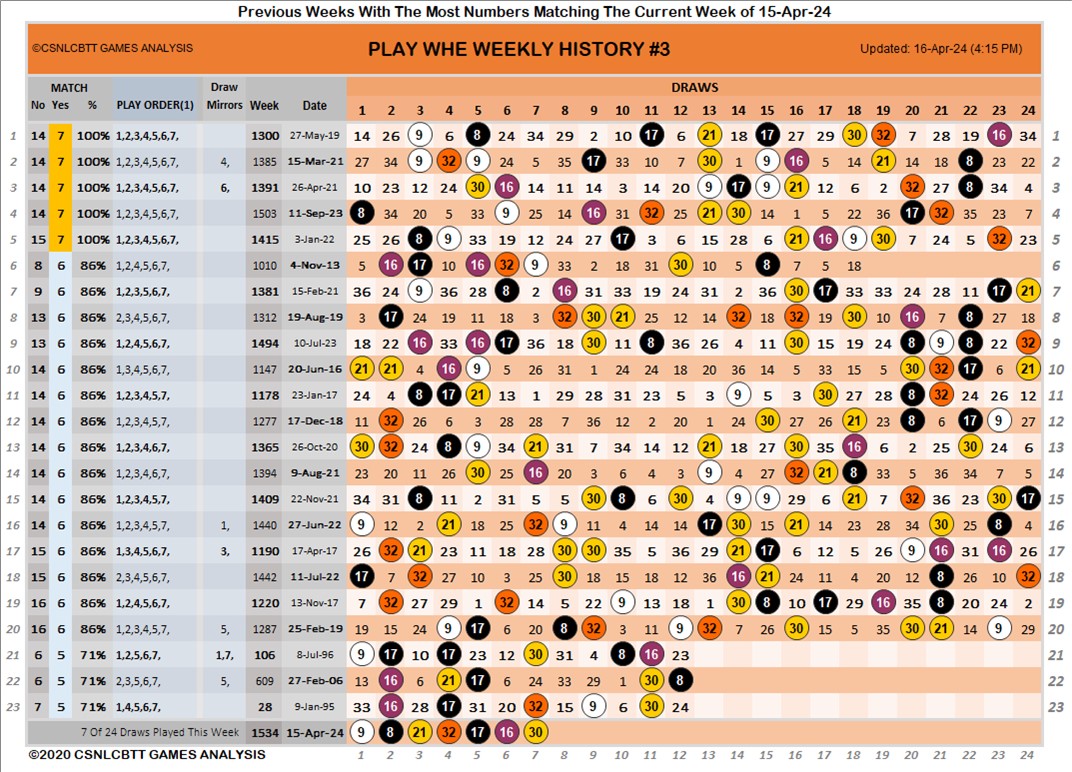 Previous Weeks With The Most Numbers Matching The Current Week of 15-Apr-24
©CSNLCBTT GAMES ANALYSIS PLAY WHE WEEKLY HISTORY #3 Updated: 16-Apr-24 (4:15 PM)
MATCH Draw DRAWS
No Yes % PLAY ORDER(1) Mirrors Week Date 1 2 3 4 5 6 7 8 9 10 11 12 13 14 15 16 17 18 19 20 21 22 23 24
1 14 7 100% 1,2,3,4,5,6,7, 1300 27-May-19 14 26 9 6 8 24 34 29 2 10 17 6 21 18 15 27 29 30 32 7 28 19 16 34 1
2 14 7 100% 1,2,3,4,5,6,7, 4, 1385 15-Mar-21 27 34 9 32 9 24 5 35 17 33 10 7 30 1 9 16 5 14 21 14 18 8 23 22 2
3 14 7 100% 1,2,3,4,5,6,7, 6, 1391 26-Apr-21 10 23 12 24 30 16 14 11 14 3 14 20 9 17 9 21 12 6 2 32 27 8 34 4 3
4 14 7 100% 1,2,3,4,5,6,7, 1503 11-Sep-23 8 34 20 5 33 9 25 14 16 31 32 25 21 30 14 1 5 22 36 17 32 35 23 7 4
5 15 7 100% 1,2,3,4,5,6,7, 1415 3-Jan-22 25 26 8 9 33 19 12 24 27 17 3 6 15 28 6 21 16 9 30 7 24 5 32 23 5
6 8 6 86% 1,2,4,5,6,7, 1010 4-Nov-13 5 16 17 10 16 32 9 33 2 18 31 30 10 5 8 7 5 18 6
7 9 6 86% 1,2,3,5,6,7, 1381 15-Feb-21 36 24 9 36 28 8 2 16 31 33 19 24 31 2 36 30 17 33 33 24 28 11 17 21 7
8 13 6 86% 2,3,4,5,6,7, 1312 19-Aug-19 3 17 24 19 11 18 3 32 30 21 25 12 14 32 18 32 19 30 10 16 7 8 27 18 8
9 13 6 86% 1,2,4,5,6,7, 1494 10-Jul-23 18 22 16 33 16 17 36 18 30 11 8 36 26 4 11 30 15 19 24 8 9 8 22 32 9
10 14 6 86% 1,3,4,5,6,7, 1147 20-Jun-16 21 21 4 16 9 5 26 31 1 24 24 18 20 36 14 5 33 15 5 30 32 17 6 21 10
11 14 6 86% 1,2,3,4,5,7, 1178 23-Jan-17 24 4 8 17 21 13 1 29 28 31 23 5 3 9 5 3 30 27 28 8 32 24 26 12 11
12 14 6 86% 1,2,3,4,5,7, 1277 17-Dec-18 11 32 26 6 3 28 28 7 36 12 2 20 1 24 30 27 26 21 28 8 6 17 9 27 12
13 14 6 86% 1,2,3,4,6,7, 1365 26-Oct-20 30 32 24 8 9 34 21 31 7 34 12 34 21 18 26 30 35 16 6 2 25 30 24 6 13
14 14 6 86% 1,2,3,4,6,7, 1394 9-Aug-21 23 20 11 26 30 25 16 20 3 6 4 3 9 4 27 32 21 8 33 5 22 36 34 7 5 14
15 14 6 86% 1,2,3,4,5,7, 1409 22-Nov-21 34 31 8 11 2 31 5 5 30 8 6 30 4 9 9 29 6 21 7 32 36 23 30 17 15
16 14 6 86% 1,2,3,4,5,7, 1, 1440 27-Jun-22 9 12 2 21 18 25 32 9 11 4 14 14 17 30 15 21 14 23 28 34 30 25 8 4 16
17 15 6 86% 1,3,4,5,6,7, 3, 1190 17-Apr-17 26 32 21 23 11 18 28 30 30 35 5 36 29 21 17 6 12 5 26 9 16 31 16 26 17
18 15 6 86% 2,3,4,5,6,7, 1442 11-Jul-22 17 7 32 27 10 3 25 30 18 15 18 12 36 16 21 24 11 4 20 12 8 26 10 32 18
19 16 6 86% 1,2,4,5,6,7, 1220 13-Nov-17 7 32 27 29 1 32 14 5 22 9 13 18 1 30 8 10 17 29 16 35 8 20 24 2 19
20 16 6 86% 1,2,3,4,5,7, 5, 1287 25-Feb-19 19 15 24 9 17 6 20 8 32 3 11 9 32 7 26 30 5 35 30 21 22 9 29 20
21 6 5 71% 1,2,5,6,7, 1,7, 106 8-Jul-96 9 17 10 17 23 12 30 31 4 8 16 23 21
22 6 5 71% 2,3,5,6,7, 5, 609 27-Feb-06 13 16 6 21 17 6 24 33 29 1 30 8 22
23 7 5 71% 1,4,5,6,7, 28 9-Jan-95 33 16 28 17 31 20 32 15 9 6 30 24 23
7 Of 24 Draws Played This Week 1534 15-Apr-24 9 8 21 32 17 16 30
©2020 CSNLCBTT GAMES ANALYSIS 1 2 3 4 5 6 7 8 9 10 11 12 13 14 15 16 17 18 19 20 21 22 23 24